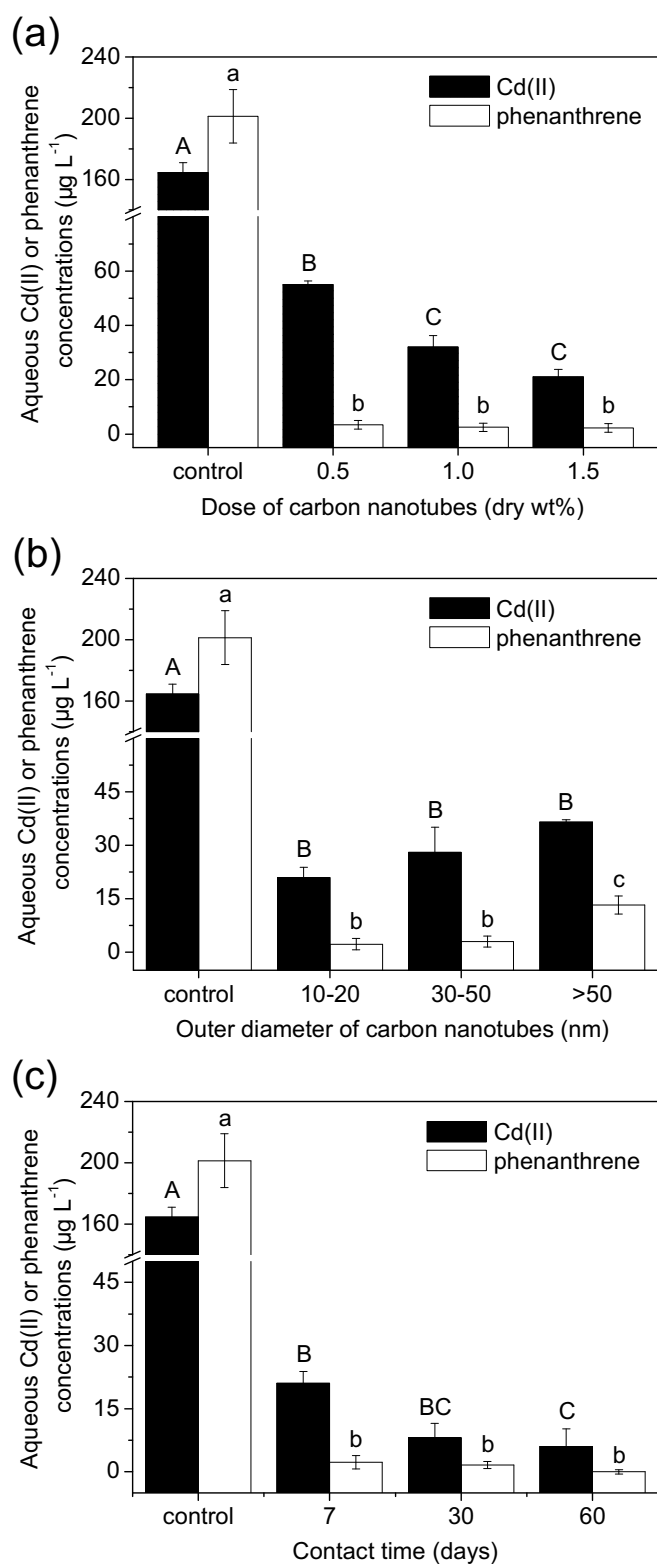 (a)
Aqueous Cd(II) or phenanthrene
concentrations (µg L-1)
240
200
160
60
40
20
0
A
a
B
b
C
b
C
b
Cd(II)
phenanthrene
control
0.5
1.0
1.5
Dose of carbon nanotubes (dry wt%)
(b)
Aqueous Cd(II) or phenanthrene
concentrations (µg L-1)
240
200
160
45
30
15
0
A
a
B
b
B
b
B
c
Cd(II)
phenanthrene
control
10-20
30-50
>50
Outer diameter of carbon nanotubes (nm)
(c)
Aqueous Cd(II) or phenanthrene
concentrations (µg L-1)
240
200
160
45
30
15
0
A
a
B
b
BC
b
C
b
Cd(II)
phenanthrene
control
7
30
60
Contact time (days)